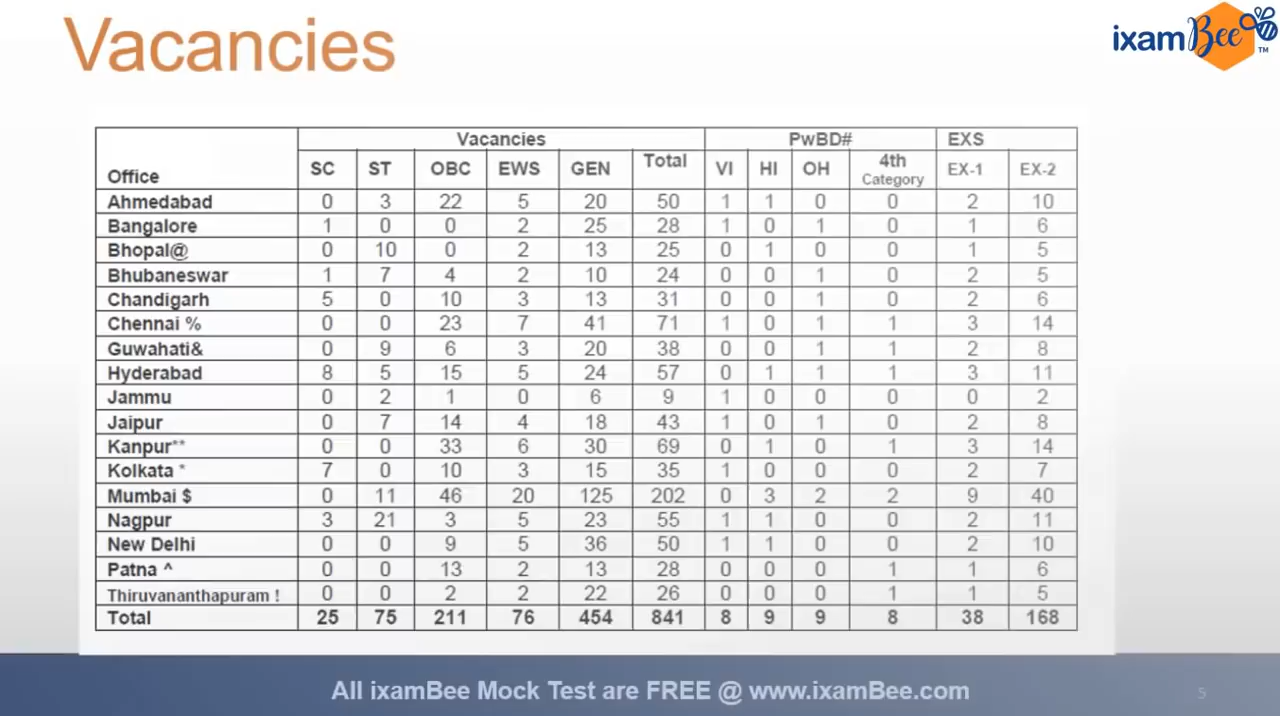 Vacancies
ixamBee TM
Vacancies PwBD# EXS
Office SC ST OBC EWS GEN Total VI HI OH 4th Category EX-1 EX-2
Ahmedabad 0 3 22 5 20 50 1 1 0 0 2 10
Bangalore 1 0 0 2 25 28 1 0 1 0 1 6
Bhopal@ 0 10 0 2 13 25 0 1 0 0 1 5
Bhubaneswar 1 7 4 2 10 24 0 0 1 0 2 5
Chandigarh 5 0 10 3 13 31 0 0 1 0 2 6
Chennai % 0 0 23 7 41 71 1 0 1 1 3 14
Guwahati& 0 9 6 3 20 38 0 0 1 1 2 8
Hyderabad 8 5 15 5 24 57 0 1 1 1 3 11
Jammu 0 2 1 0 6 9 1 0 0 0 0 2
Jaipur 0 7 14 4 18 43 1 0 1 0 2 8
Kanpur** 0 0 33 6 30 69 0 1 0 1 3 14
Kolkata * 7 0 10 3 15 35 1 0 0 0 2 7
Mumbai $ 0 11 46 20 125 202 0 3 2 2 9 40
Nagpur 3 21 3 5 23 55 1 1 0 0 2 11
New Delhi 0 0 9 5 36 50 1 1 0 0 2 10
Patna ^ 0 0 13 2 13 28 0 0 0 1 1 6
Thiruvananthapuram ! 0 0 2 2 22 26 0 0 0 1 1 5
Total 25 75 211 76 454 841 8 9 9 8 38 168
All ixamBee Mock Test are FREE @ www.ixamBee.com
5